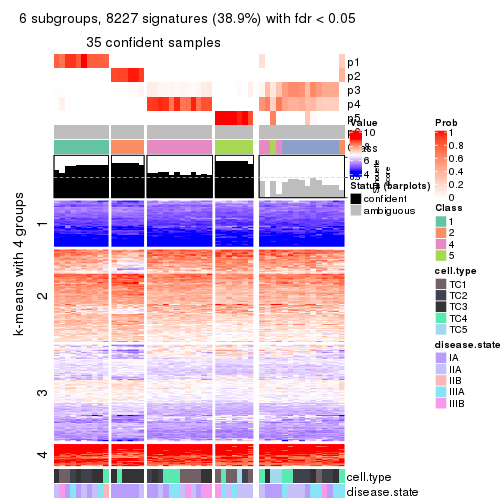 6 subgroups, 8227 signatures (38.9%) with fdr < 0.05
35 confident samples
p1
p2
p3
p4
p5
Value
10
8
6
4
Prob
1
0.8
0.6
0.4
0.2
0
Status (barplots)
confident
ambiguous
Class
1
2
4
5
cell.type
TC1
TC2
TC3
TC4
TC5
disease.state
IA
IIA
IIB
IIIA
IIIB
k-means with 4 groups
1
2
3
4
cell.type
disease.state